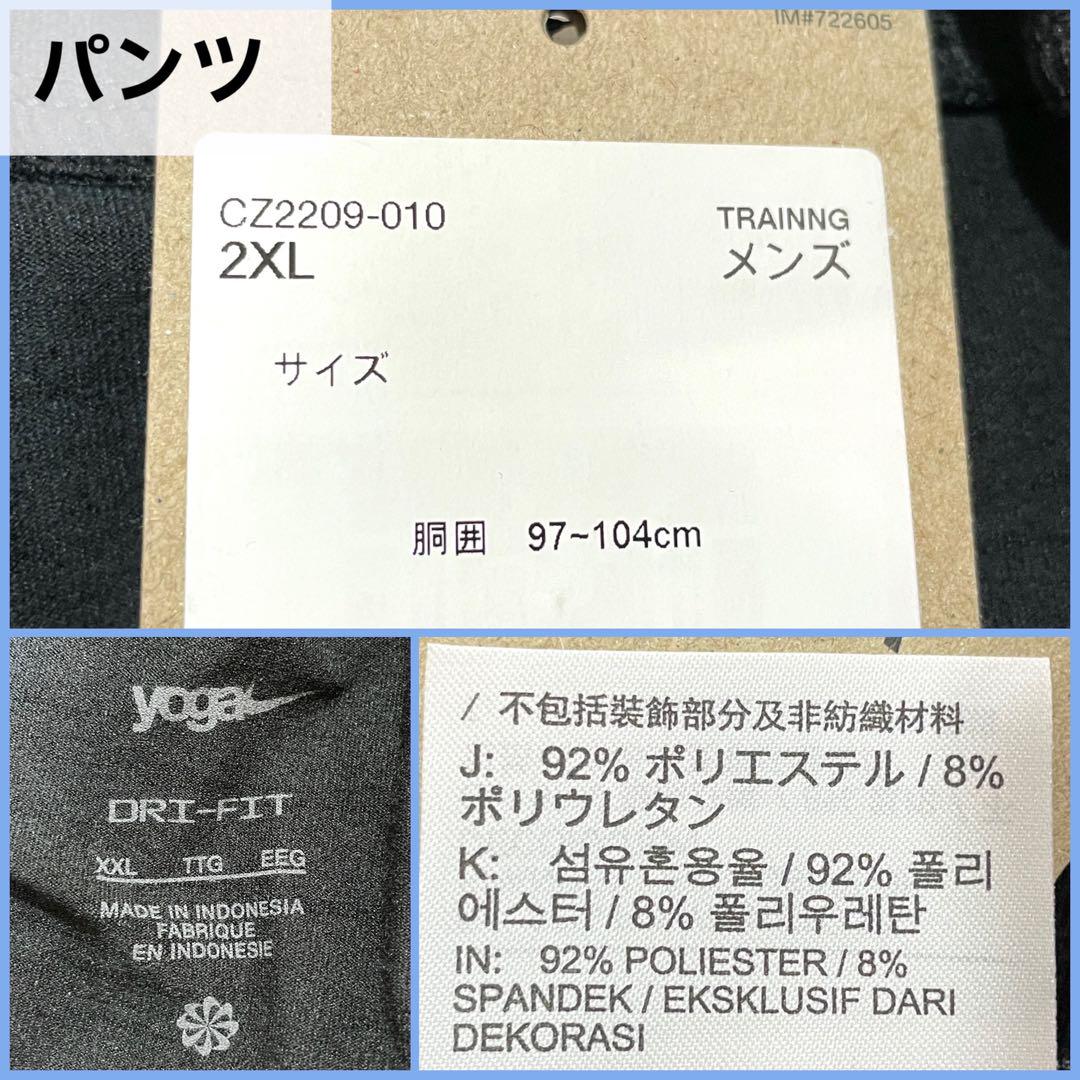 パンツ
IM#722605
CZ2209-010
TRAINNG
2XL
メンズ
サイズ
胴囲 97~104cm
yoga
DRI-FIT
XXL TTG EEG
MADE IN INDONESIA
FABRIQUE
EN INDONESIE
/ 不包括裝飾部分及非紡織材料
J: 92% ポリエステル / 8%
ポリウレタン
K: 섬유혼용율 / 92% 폴리
에스터 / 8% 폴리우레탄
IN: 92% POLIESTER / 8%
SPANDEK / EKSKLUSIF DARI
DEKORASI